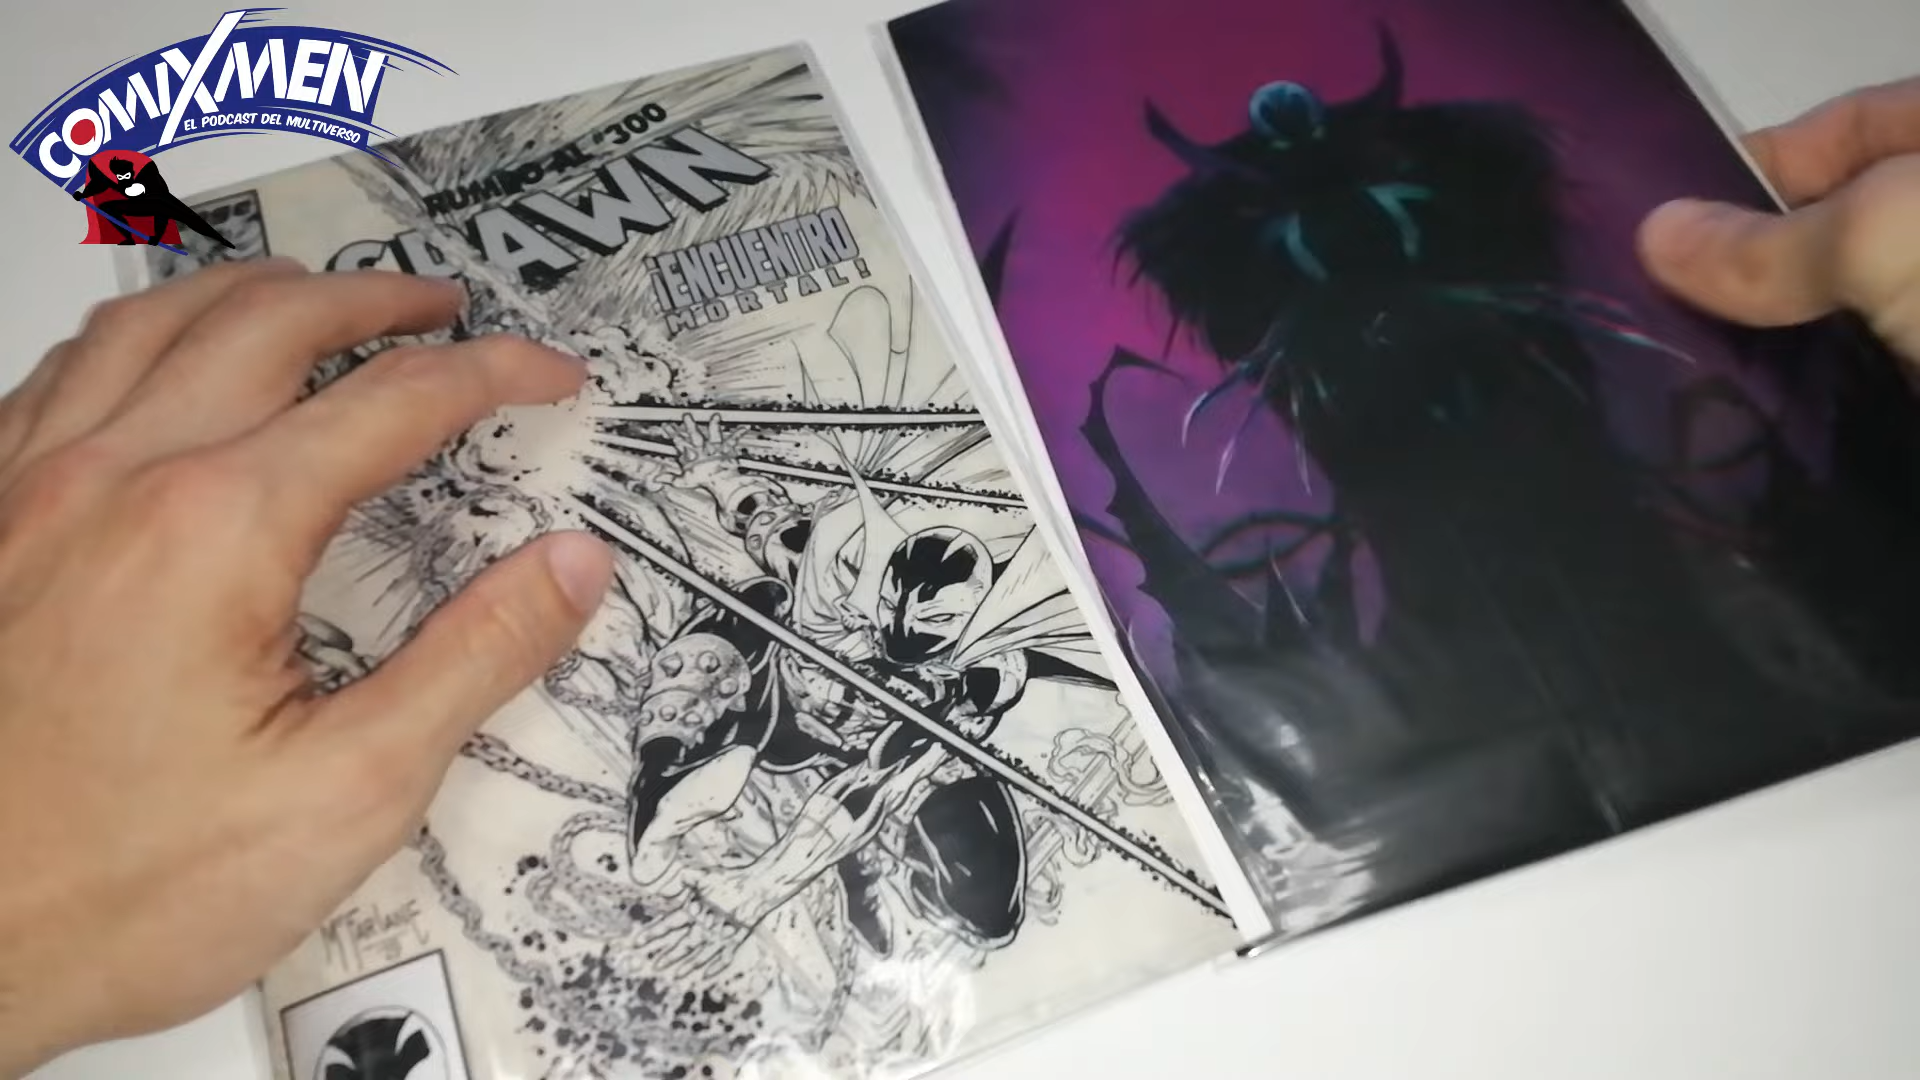 COMIXMEN
EL PODCAST DEL MULTIVERSO
RUMBO AL #300
SPAWN
¡ENCUENTRO
MORTAL!
McFARLANE